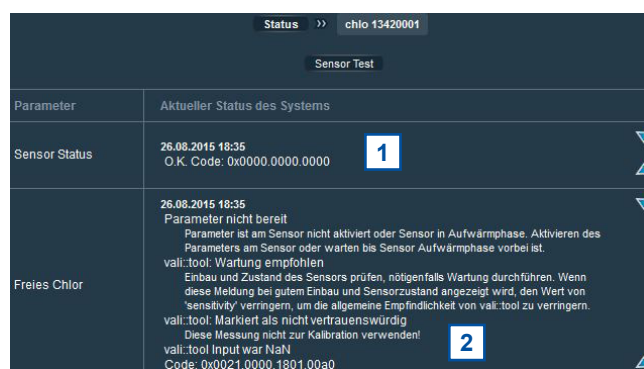 Status >> chlo 13420001
Sensor Test
Parameter Aktueller Status des Systems
Sensor Status
26.08.2015 18:35
O.K. Code: 0x0000.0000.0000
1
Freies Chlor
26.08.2015 18:35
Parameter nicht bereit
Parameter ist am Sensor nicht aktiviert oder Sensor in Aufwärmphase. Aktivieren des
Parameters am Sensor oder warten bis Sensor Aufwärmphase vorbei ist.
vali::tool: Wartung empfohlen
Einbau und Zustand des Sensors prüfen, nötigenfalls Wartung durchführen. Wenn
diese Meldung bei gutem Einbau und Sensorzustand angezeigt wird, den Wert von
'sensitivity' verringern, um die allgemeine Empfindlichkeit von vali::tool zu verringern.
vali::tool: Markiert als nicht vertrauenswürdig
Diese Messung nicht zur Kalibration verwenden!
vali::tool Input war NaN
Code: 0x0021.0000.1801.00a0
2